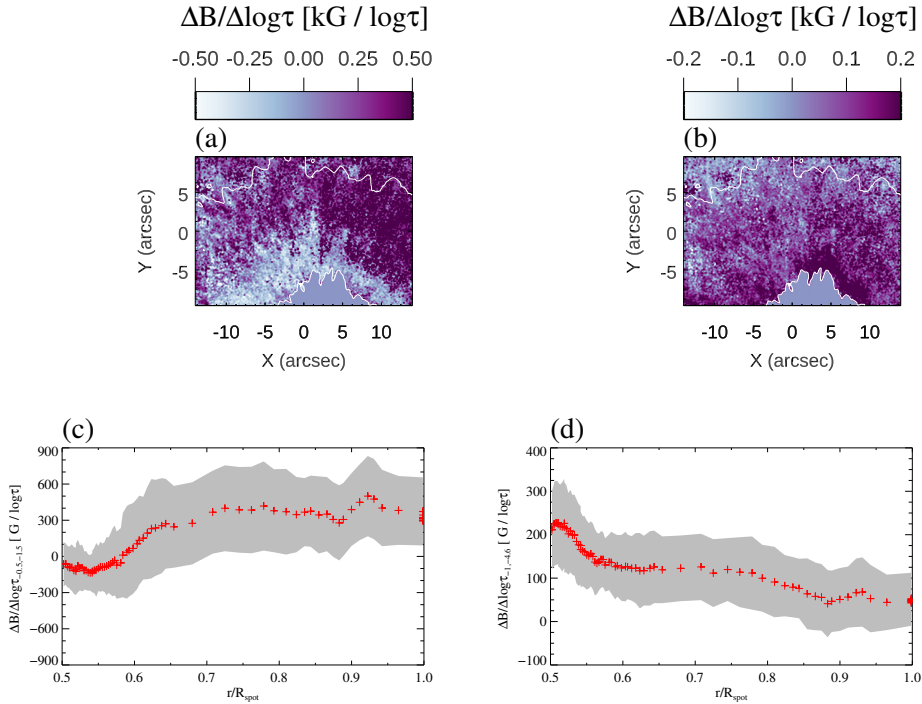 ΔB/Δlogτ [kG / logτ]
-0.50 -0.25 0.00 0.25 0.50
(a)
5
0
-5
Y (arcsec)
-10 -5 0 5 10
X (arcsec)
ΔB/Δlogτ [kG / logτ]
-0.2 -0.1 0.0 0.1 0.2
(b)
5
0
-5
Y (arcsec)
-10 -5 0 5 10
X (arcsec)
(c)
900
600
300
0
−300
−600
−900
ΔB/Δlogτ−0.5,−1.5 [ G / logτ]
0.5 0.6 0.7 0.8 0.9 1.0
r/Rspot
(d)
400
300
200
100
0
−100
ΔB/Δlogτ−1,−4.6 [ G / logτ]
0.5 0.6 0.7 0.8 0.9 1.0
r/Rspot